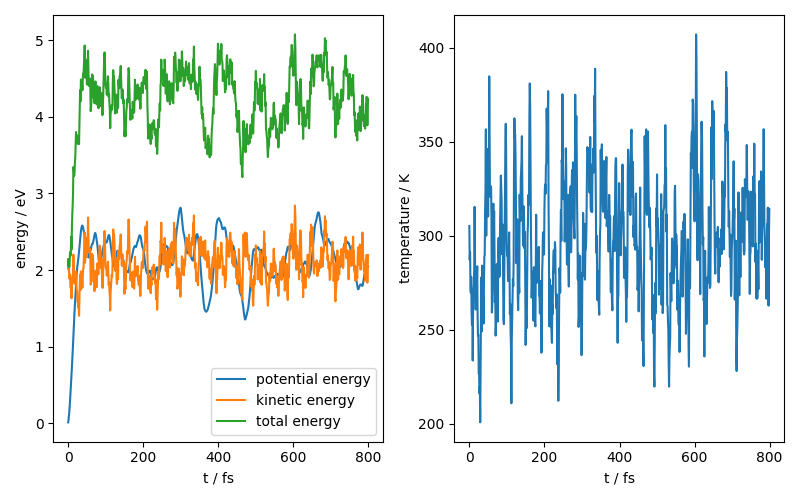 energy / eV
5
4
3
2
1
0
0 200 400 600 800
t / fs
potential energy
kinetic energy
total energy
temperature / K
400
350
300
250
200
0 200 400 600 800
t / fs